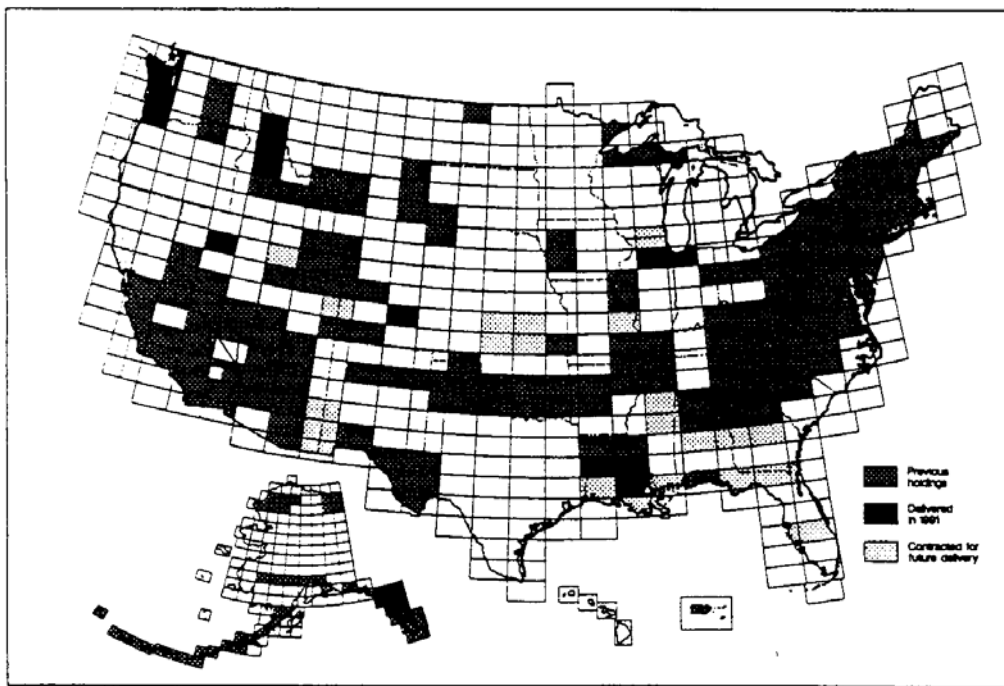 Previous
holdings
Delivered
in 1991
Contracted for
future delivery